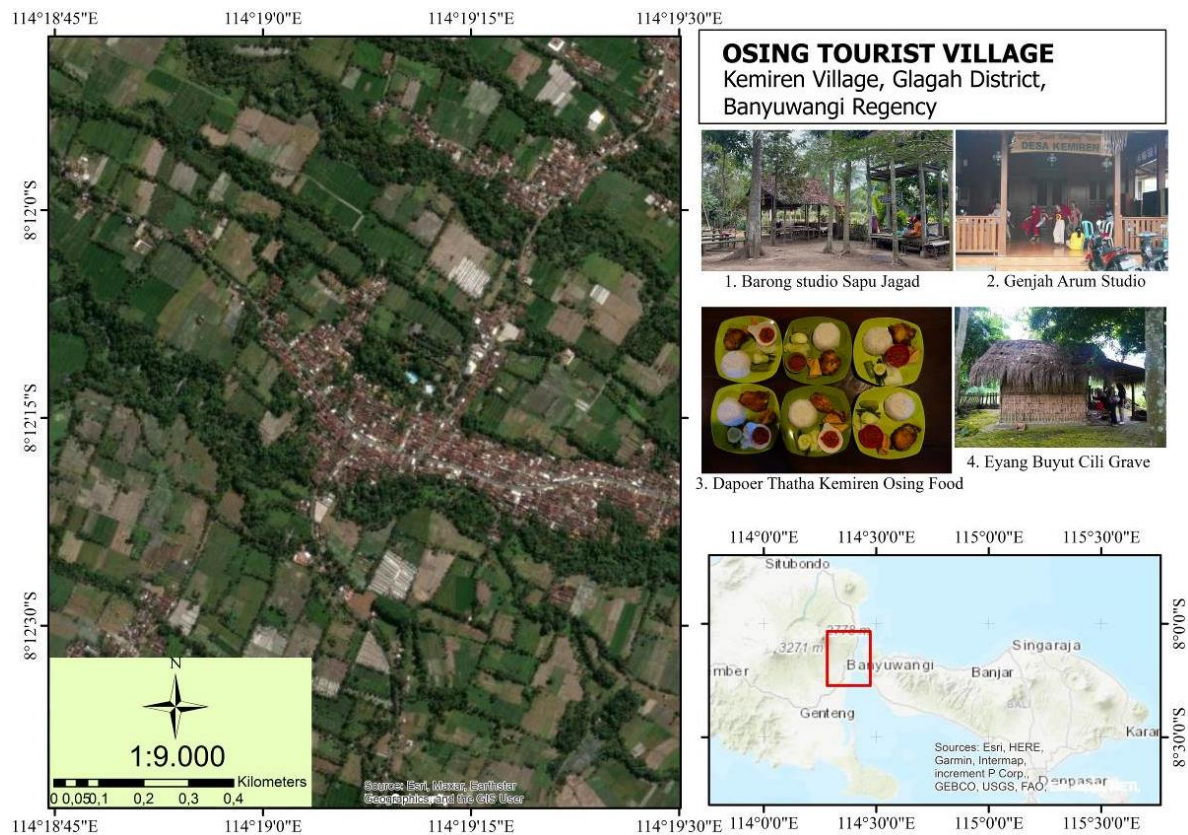 114°18'45"E 114°19'0"E 114°19'15"E 114°19'30"E
8°12'0"S
8°12'15"S
8°12'30"S
N
1:9.000
Kilometers
0 0,05 0,1 0,2 0,3 0,4
Source: Esri, Maxar, Earthstar
Geographics, and the GIS User
114°18'45"E 114°19'0"E 114°19'15"E 114°19'30"E
OSING TOURIST VILLAGE
Kemiren Village, Glagah District,
Banyuwangi Regency
DESA KEMIREN
1. Barong studio Sapu Jagad
2. Genjah Arum Studio
3. Dapoer Thatha Kemiren Osing Food
4. Eyang Buyut Cili Grave
114°0'0"E 114°30'0"E 115°0'0"E 115°30'0"E
Situbondo
8°0'0"S
2778 m
3271 m
Singaraja
Banyuwangi
Banjar
mber
BALI
Genteng
Karan
8°30'0"S
Sources: Esri, HERE,
Garmin, Intermap,
increment P Corp.,
GEBCO, USGS, FAO,
Denpasar
114°0'0"E 114°30'0"E 115°0'0"E 115°30'0"E